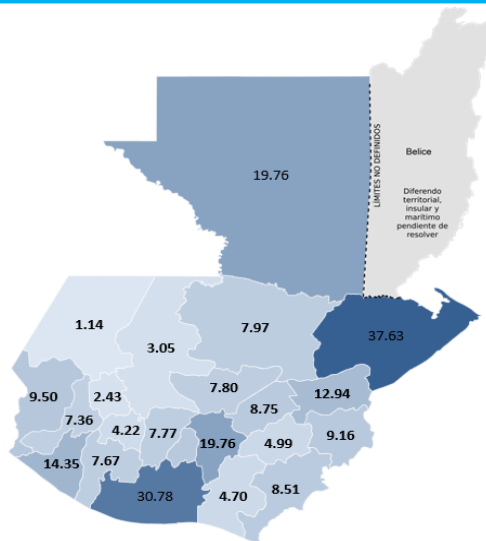 19.76
LÍMITES NO DEFINIDOS
Belice
Diferendo
territorial,
insular y
marítimo
pendiente de
resolver
1.14
3.05
7.97
37.63
9.50
2.43
7.80
12.94
7.36
4.22
7.77
8.75
19.76
4.99
9.16
14.35
7.67
30.78
4.70
8.51